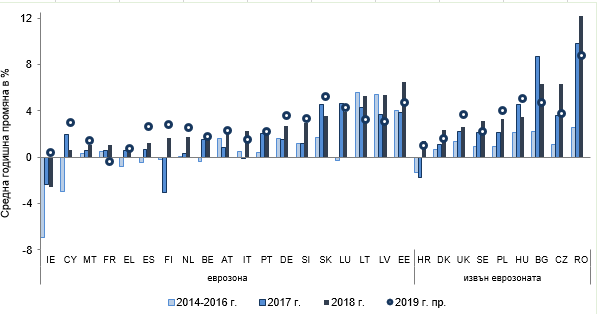 Средна годишна промяна в %
12
8
4
0
-4
-8
IE CY MT FR EL ES FI NL BE AT IT PT DE SI SK LU LT LV EE HR DK UK SE PL HU BG CZ RO
еврозона извън еврозоната
2014-2016 г. 2017 г. 2018 г. 2019 г. пр.